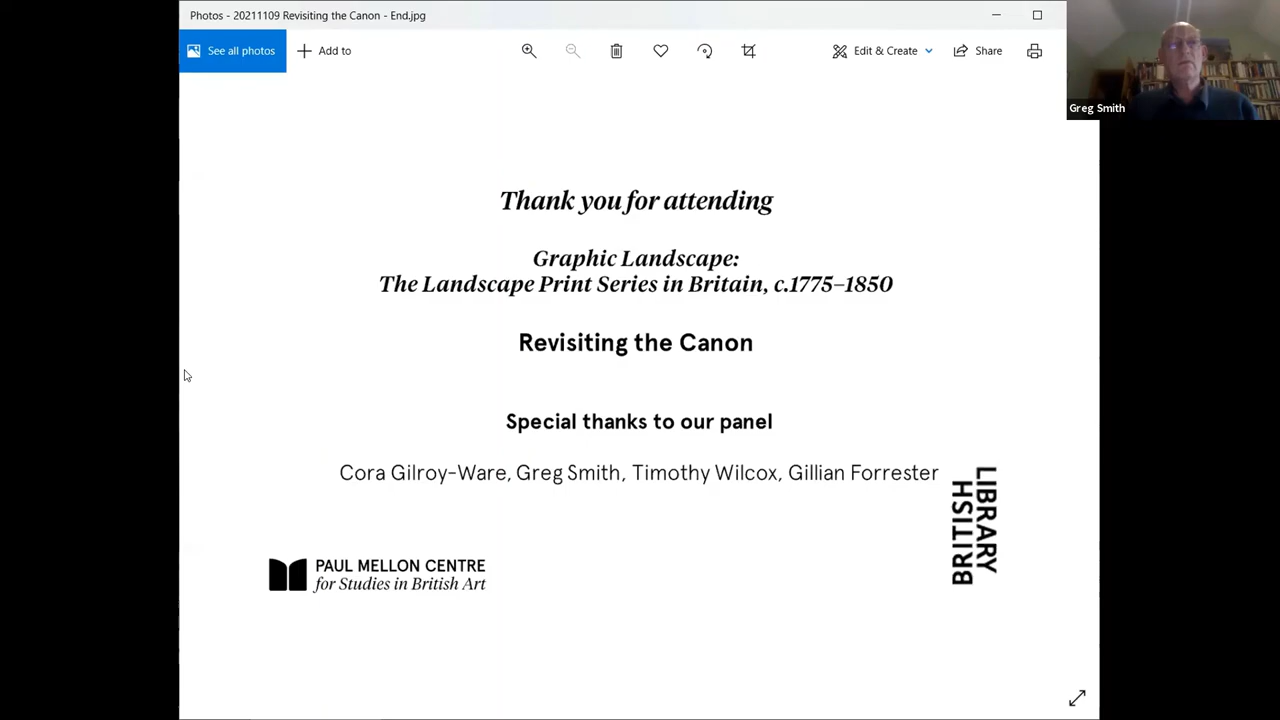 Photos - 20211109 Revisiting the Canon - End.jpg
See all photos
Add to
Edit & Create
Share
Greg Smith
Thank you for attending
Graphic Landscape:
The Landscape Print Series in Britain, c.1775–1850
Revisiting the Canon
Special thanks to our panel
Cora Gilroy-Ware, Greg Smith, Timothy Wilcox, Gillian Forrester
BRITISH
LIBRARY
PAUL MELLON CENTRE
for Studies in British Art